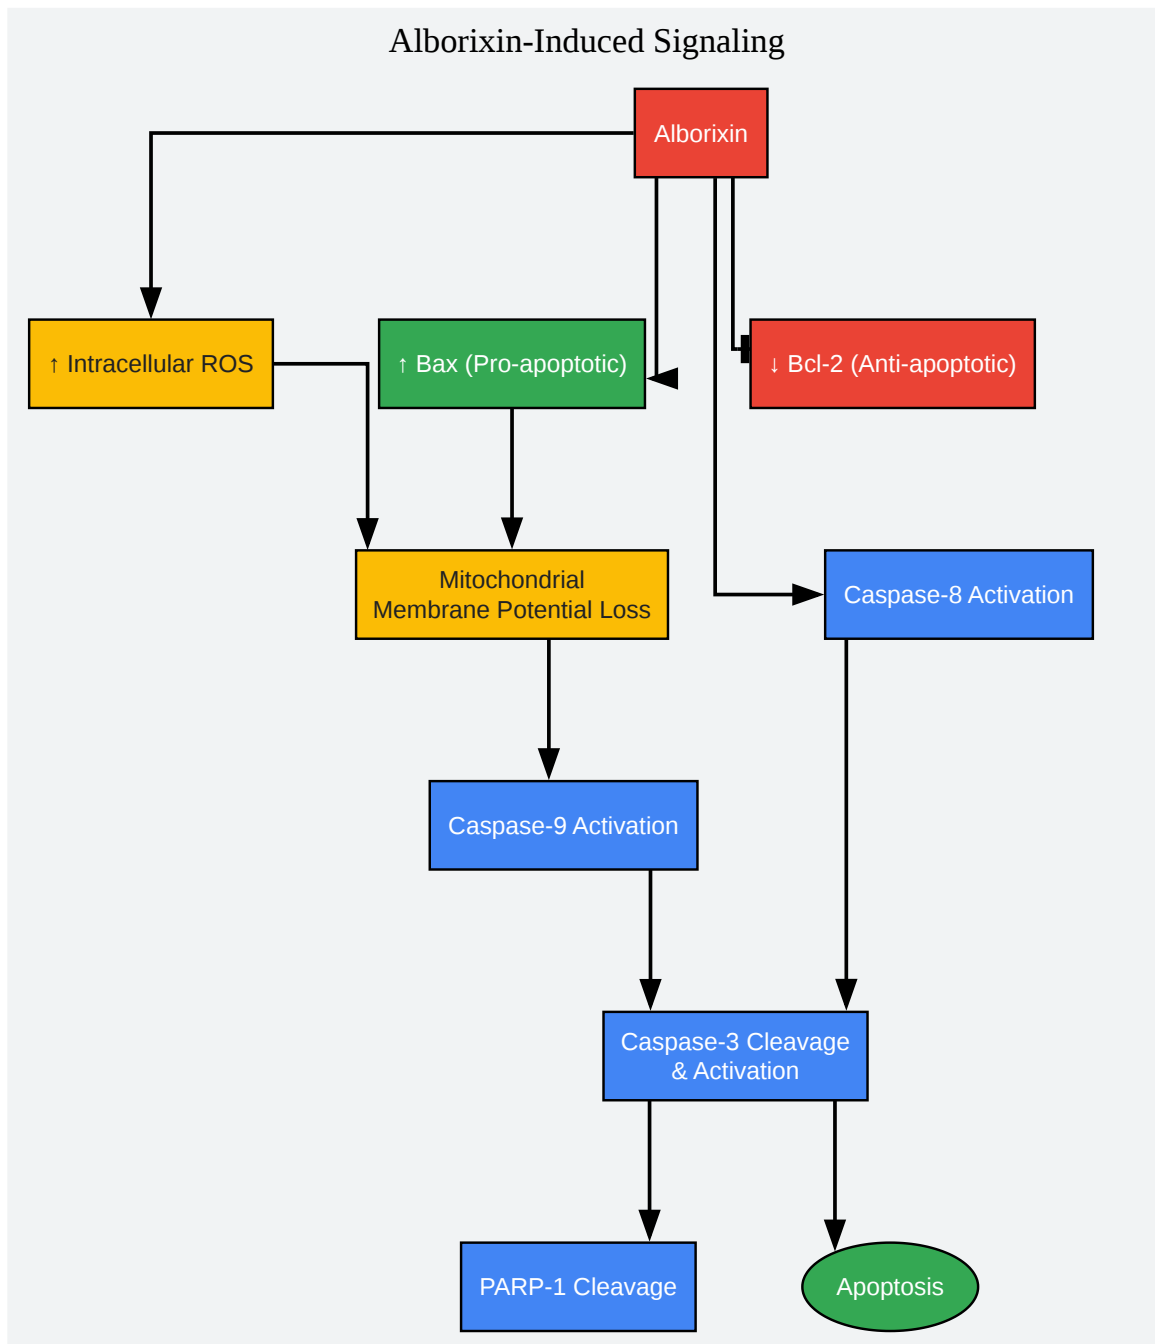 Alborixin-Induced Signaling
Alborixin
↑ Intracellular ROS
↑ Bax (Pro-apoptotic)
↓ Bcl-2 (Anti-apoptotic)
Mitochondrial
Membrane Potential Loss
Caspase-8 Activation
Caspase-9 Activation
Caspase-3 Cleavage
& Activation
PARP-1 Cleavage
Apoptosis